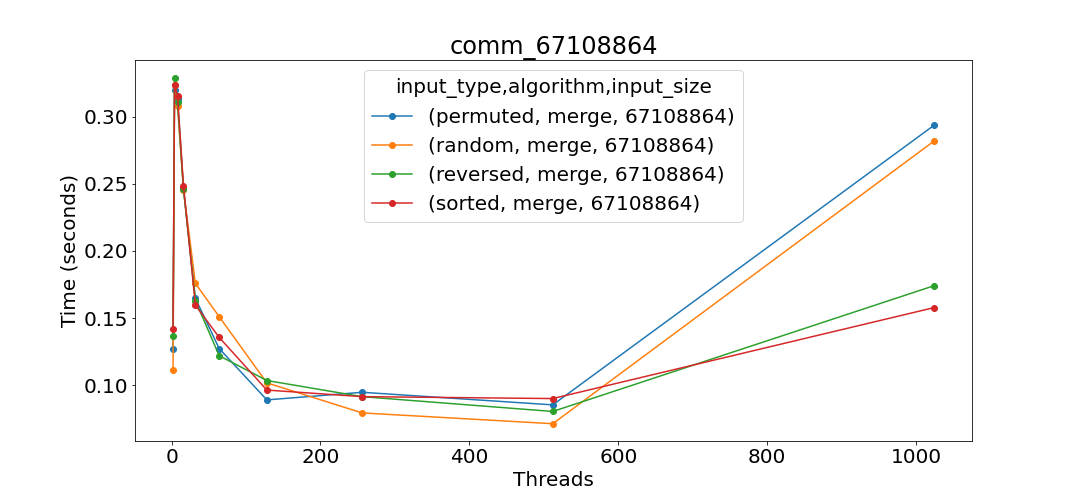 comm_67108864
input_type,algorithm,input_size
(permuted, merge, 67108864)
(random, merge, 67108864)
(reversed, merge, 67108864)
(sorted, merge, 67108864)
Time (seconds)
0.30
0.25
0.20
0.15
0.10
0 200 400 600 800 1000
Threads